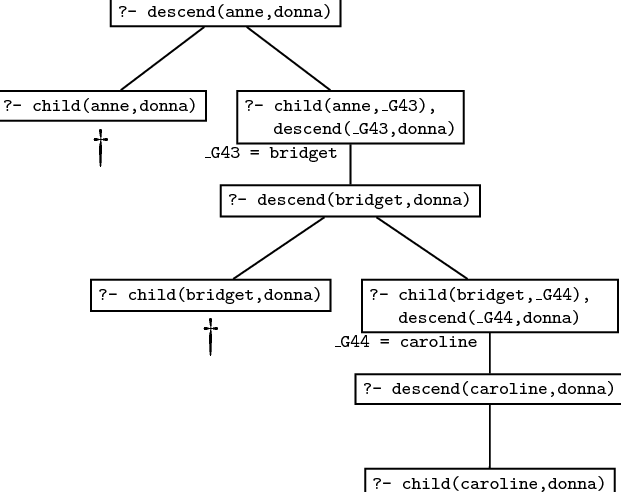 ?- descend(anne,donna)
?- child(anne,donna)
?- child(anne,_G43),
descend(_G43,donna)
†
_G43 = bridget
?- descend(bridget,donna)
?- child(bridget,donna)
?- child(bridget,_G44),
descend(_G44,donna)
†
_G44 = caroline
?- descend(caroline,donna)
?- child(caroline,donna)